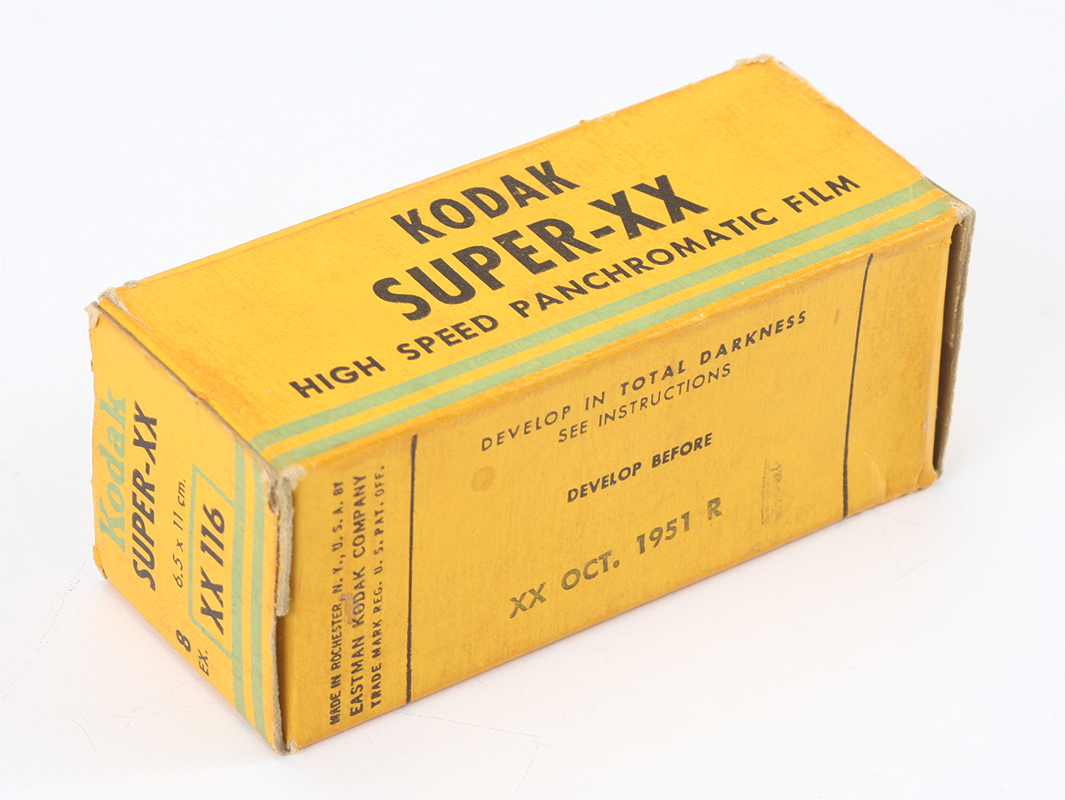 KODAK
SUPER-XX
HIGH SPEED PANCHROMATIC FILM
DEVELOP IN TOTAL DARKNESS
SEE INSTRUCTIONS
DEVELOP BEFORE
XX OCT. 1951 R
MADE IN ROCHESTER, N. Y., U. S. A. BY
EASTMAN KODAK COMPANY
TRADE MARK REG. U. S. PAT. OFF.
Kodak
SUPER-XX
6.5 x 11 cm.
XX 116
8
EX.